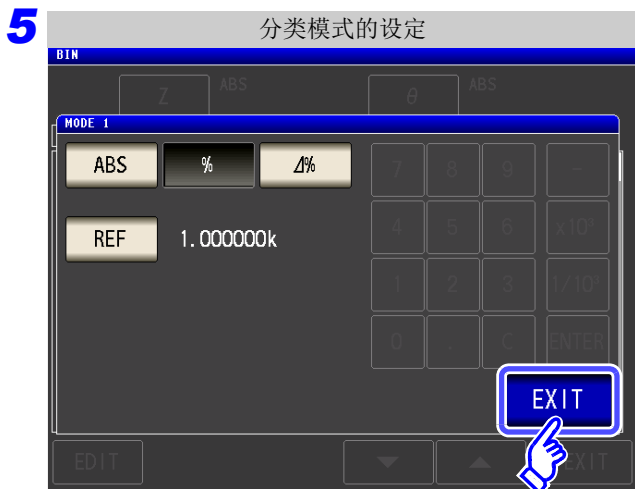 5
分类模式的设定
BIN
Z ABS θ ABS
MODE 1
ABS % Δ% 7 8 9 -
REF 1.000000k 4 5 6 x10³
1 2 3 1/10³
0 . C ENTER
EXIT
EDIT EXIT